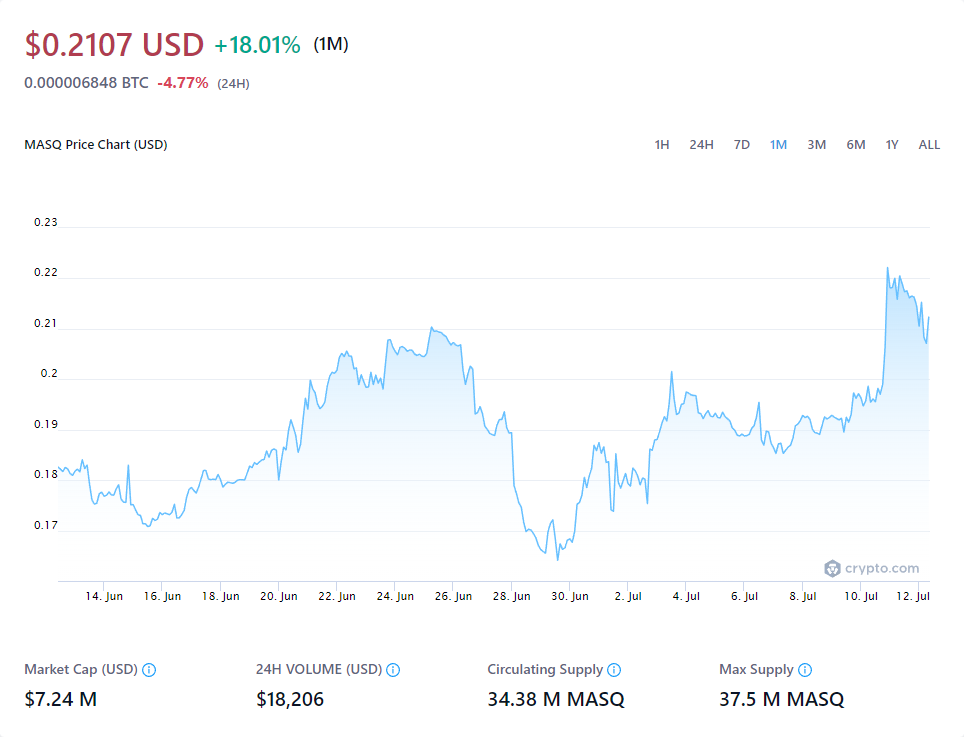 $0.2107 USD +18.01% (1M)
0.000006848 BTC -4.77% (24H)
MASQ Price Chart (USD) 1H 24H 7D 1M 3M 6M 1Y ALL
0.23
0.22
0.21
0.2
0.19
0.18
0.17
crypto.com
14. Jun 16. Jun 18. Jun 20. Jun 22. Jun 24. Jun 26. Jun 28. Jun 30. Jun 2. Jul 4. Jul 6. Jul 8. Jul 10. Jul 12. Jul
Market Cap (USD) 24H VOLUME (USD) Circulating Supply Max Supply
$7.24 M $18,206 34.38 M MASQ 37.5 M MASQ